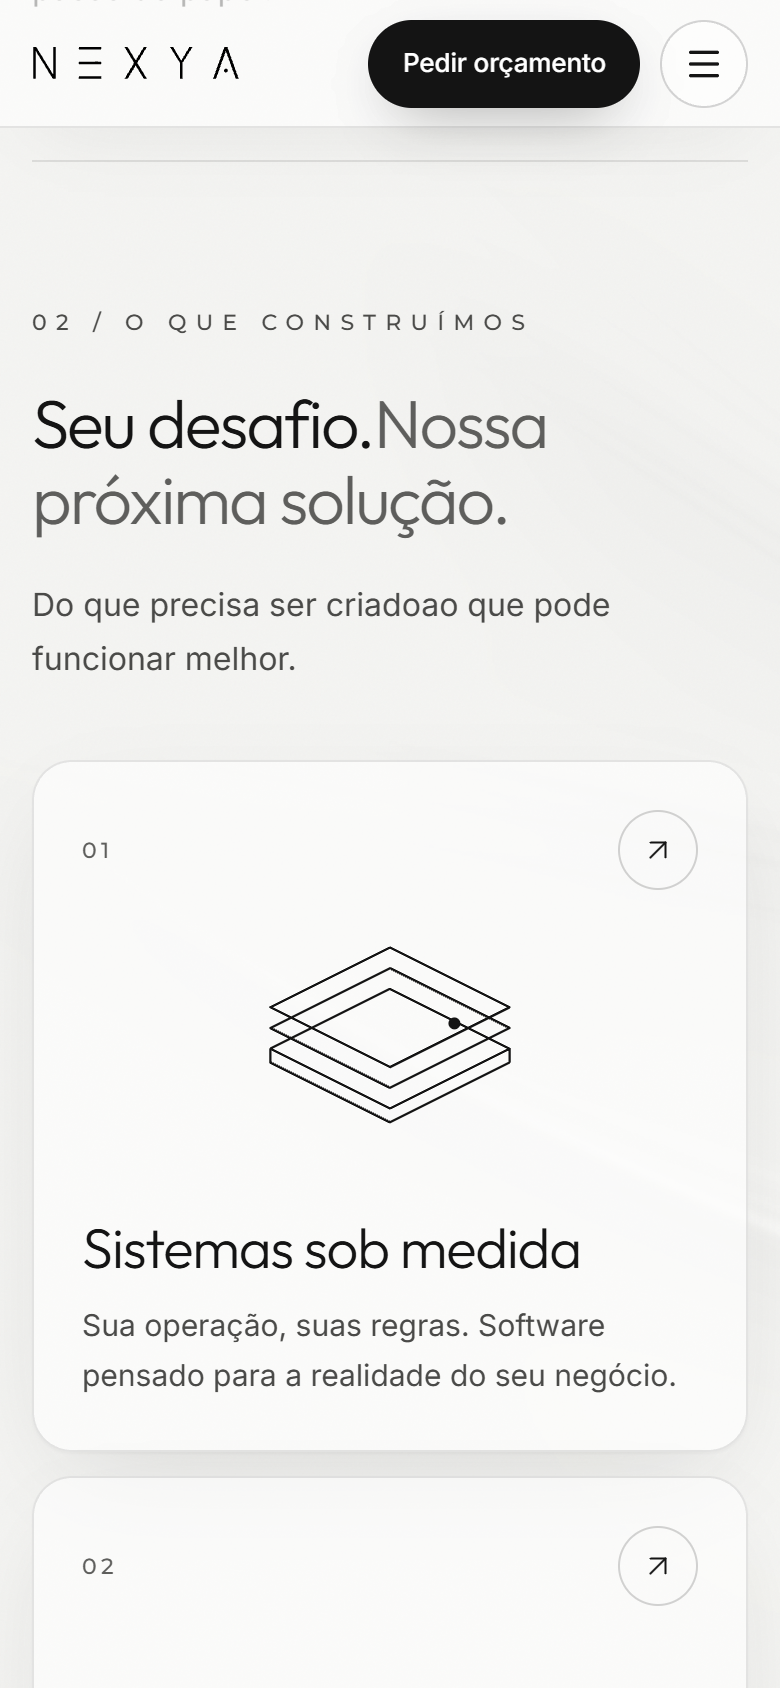 NEXYA
Pedir orçamento
02 / O QUE CONSTRUÍMOS
Seu desafio.Nossa
próxima solução.
Do que precisa ser criadoao que pode
funcionar melhor.
01
Sistemas sob medida
Sua operação, suas regras. Software
pensado para a realidade do seu negócio.
02